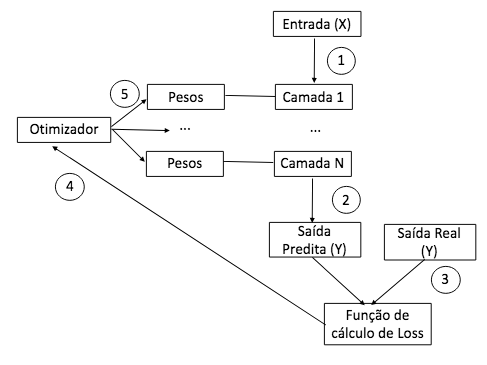 Entrada (X)
1
5
Pesos
Camada 1
Otimizador
...
...
Pesos
Camada N
4
2
Saída
Predita (Y)
Saída Real
(Y)
3
Função de
cálculo de Loss